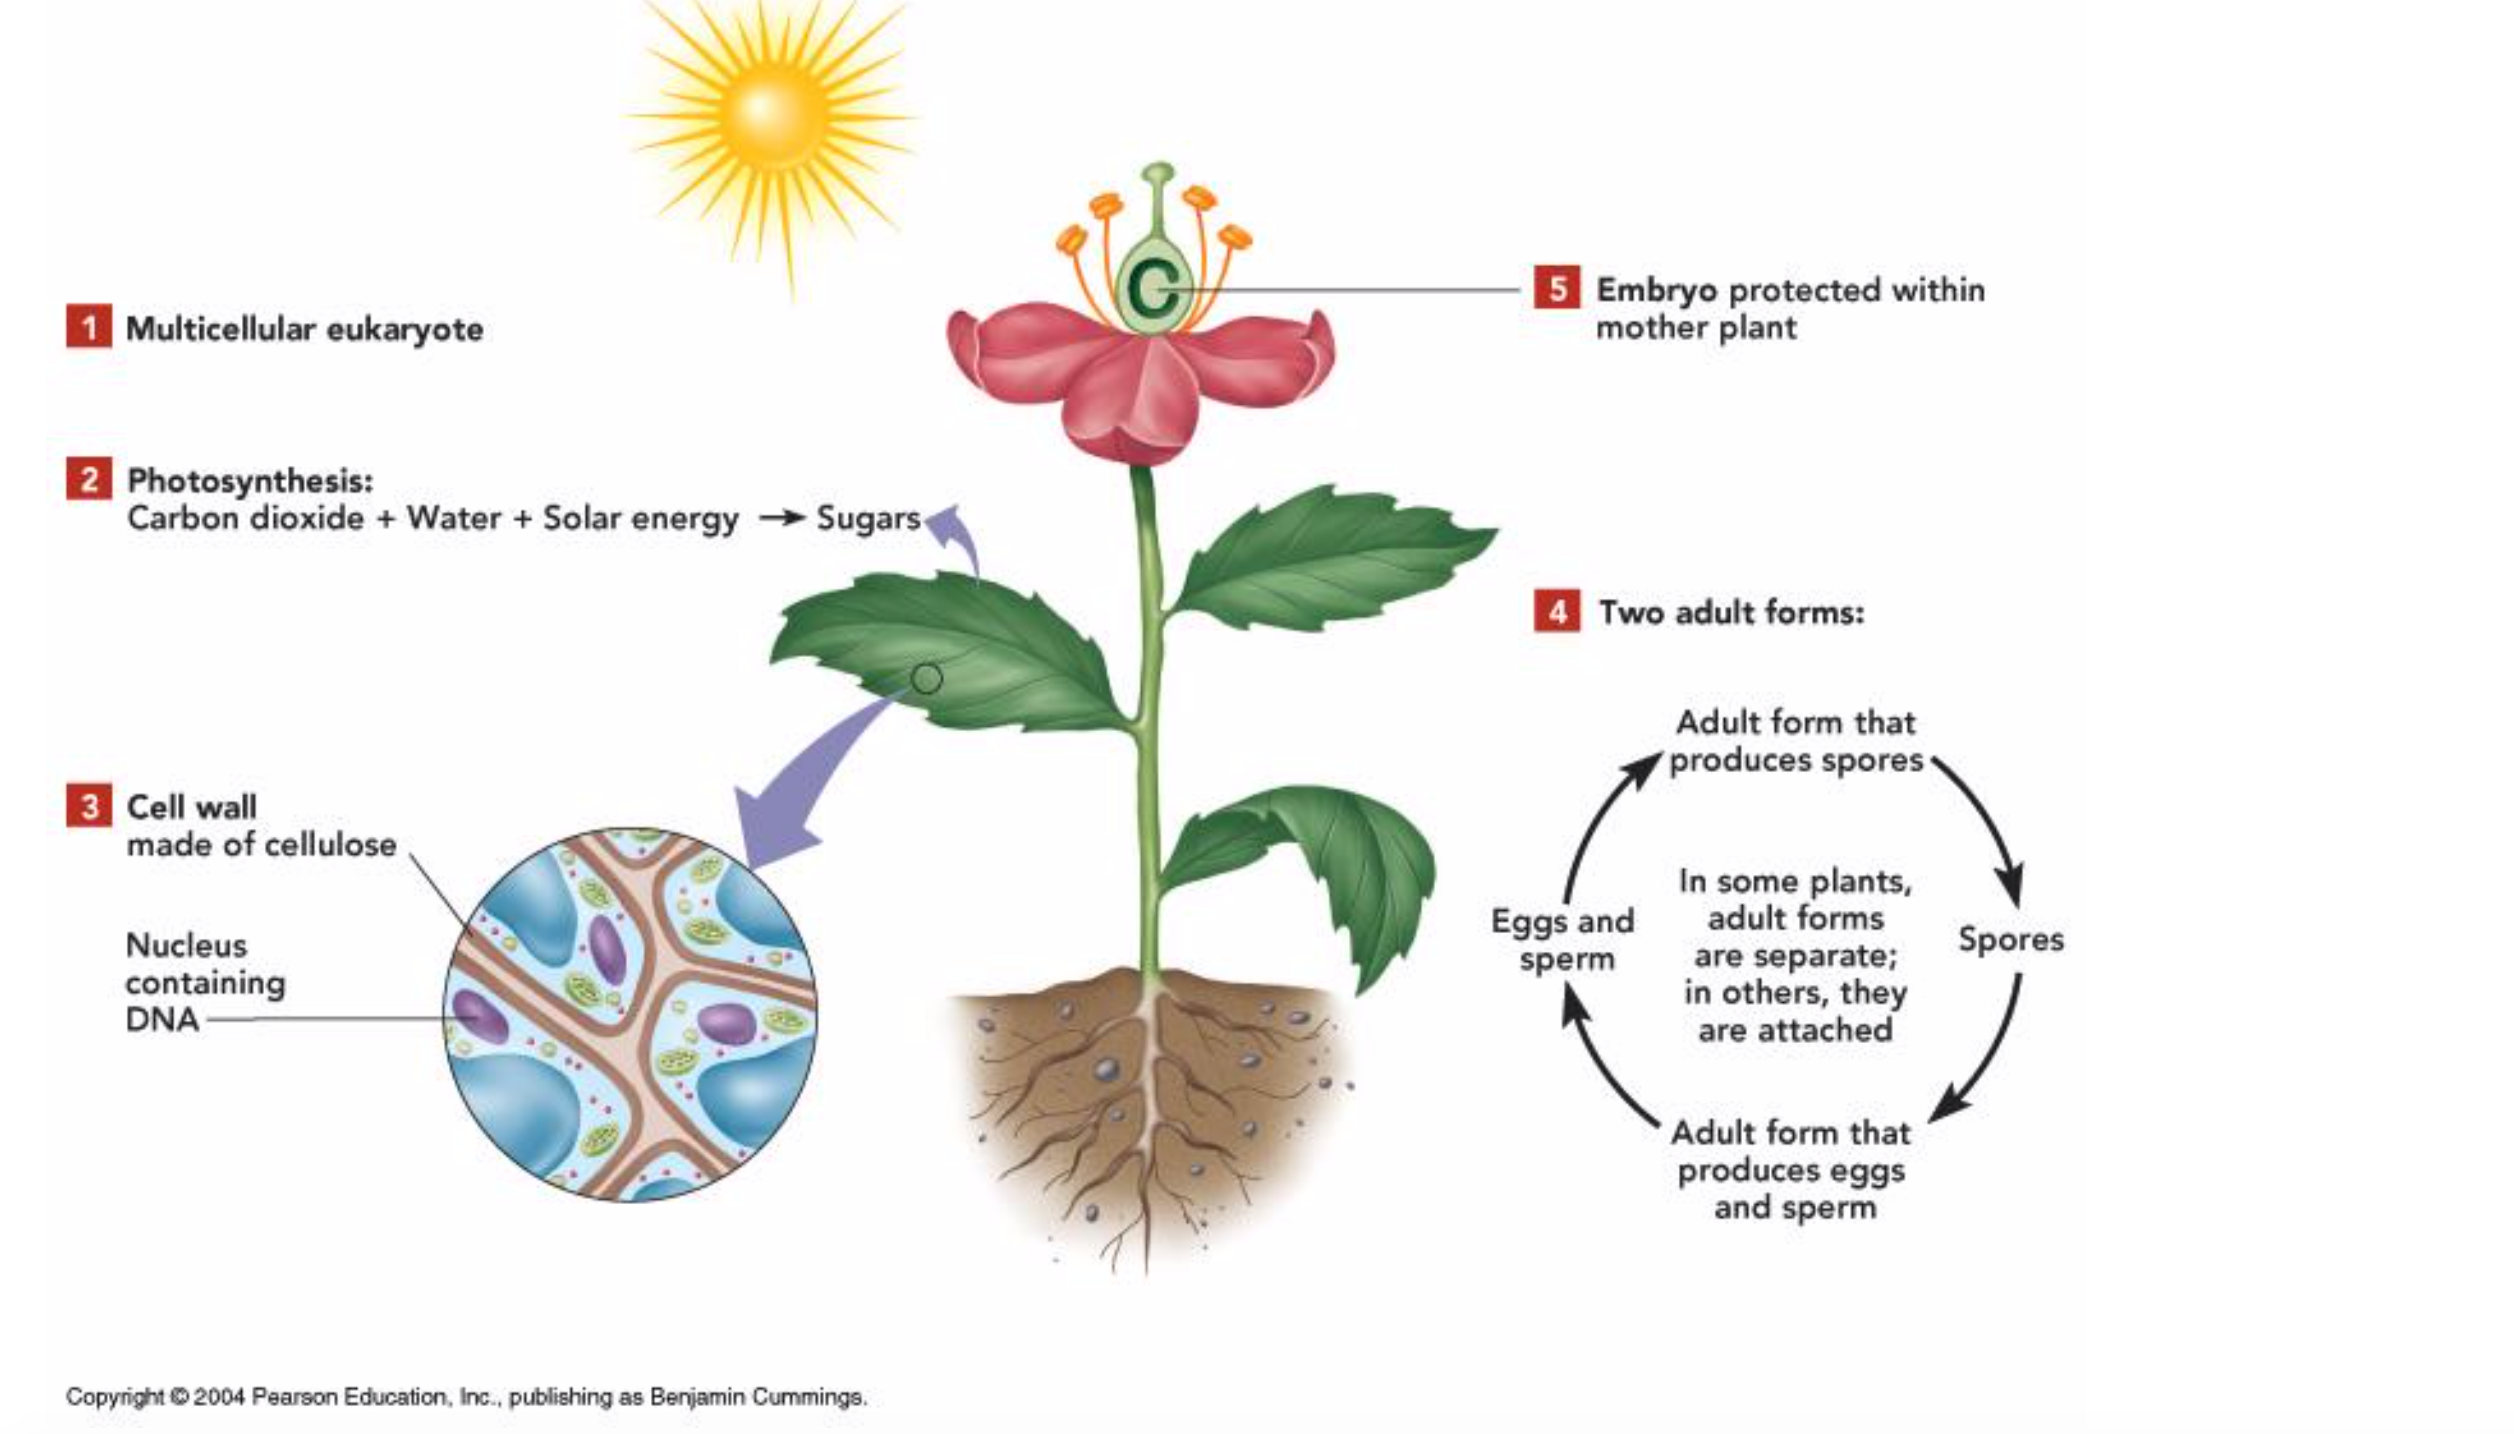 1 Multicellular eukaryote
2 Photosynthesis:
Carbon dioxide + Water + Solar energy → Sugars
3 Cell wall
made of cellulose
Nucleus
containing
DNA
C
5 Embryo protected within
mother plant
4 Two adult forms:
Adult form that
produces spores
Spores
Adult form that
produces eggs
and sperm
Eggs and
sperm
In some plants,
adult forms
are separate;
in others, they
are attached
Copyright © 2004 Pearson Education, Inc., publishing as Benjamin Cummings.